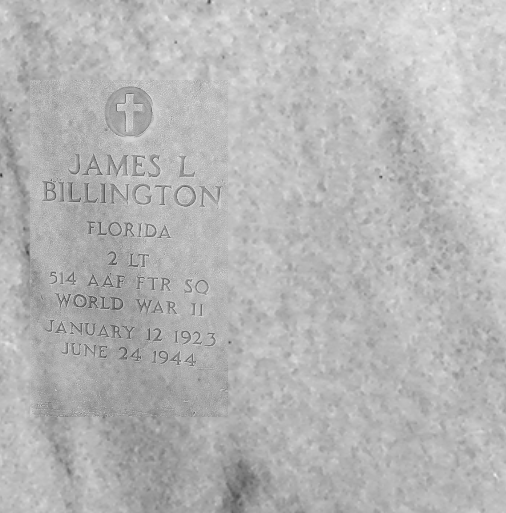 JAMES L
BILLINGTON
FLORIDA
2 LT
514 AAF FTR SQ
WORLD WAR II
JANUARY 12 1923
JUNE 24 1944